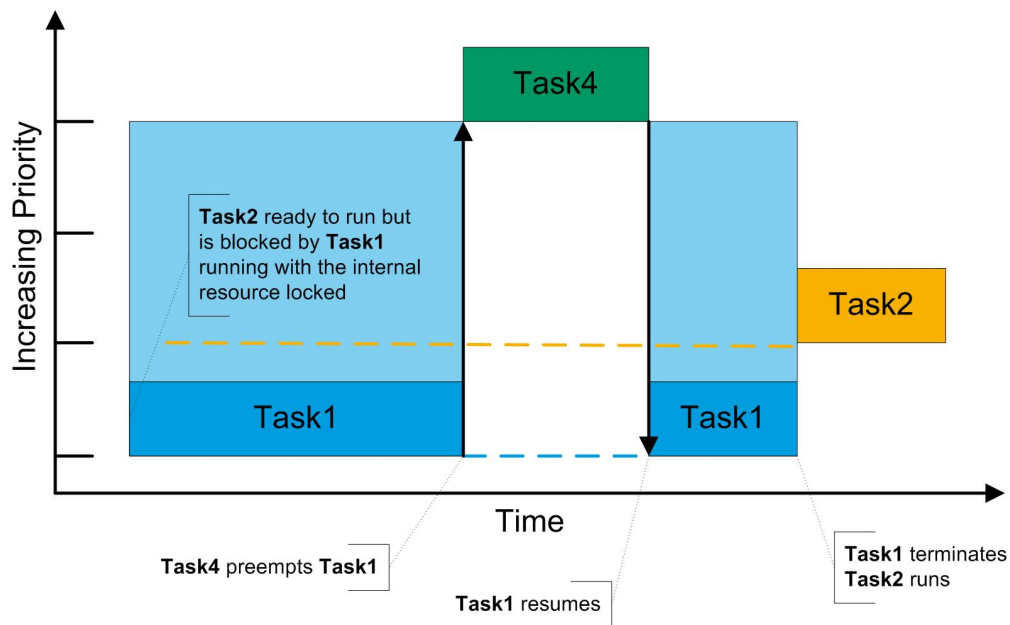 Task4
Increasing Priority
Task2 ready to run but
is blocked by Task1
running with the internal
resource locked
Task2
Task1
Task1
Time
Task4 preempts Task1
Task1 resumes
Task1 terminates
Task2 runs